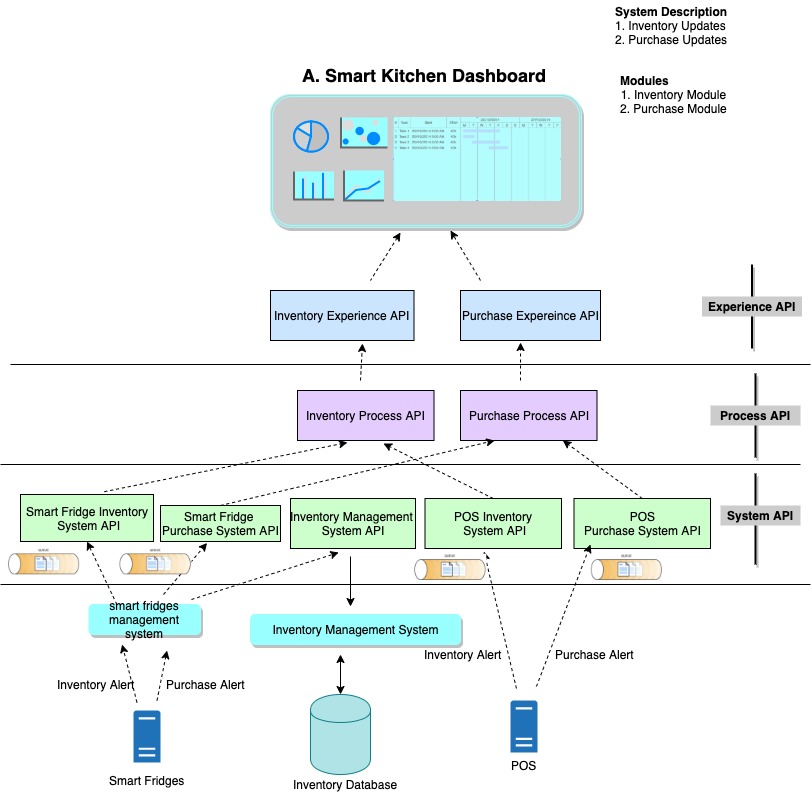 System Description
1. Inventory Updates
2. Purchase Updates
A. Smart Kitchen Dashboard
Modules
1. Inventory Module
2. Purchase Module
Inventory Experience API
Purchase Expereince API
Experience API
Inventory Process API
Purchase Process API
Process API
Smart Fridge Inventory
System API
Smart Fridge
Purchase System API
Inventory Management
System API
POS Inventory
System API
POS
Purchase System API
System API
QUEUE
QUEUE
QUEUE
QUEUE
smart fridges
management
system
Inventory Management System
Inventory Alert
Purchase Alert
Inventory Alert
Purchase Alert
Smart Fridges
Inventory Database
POS